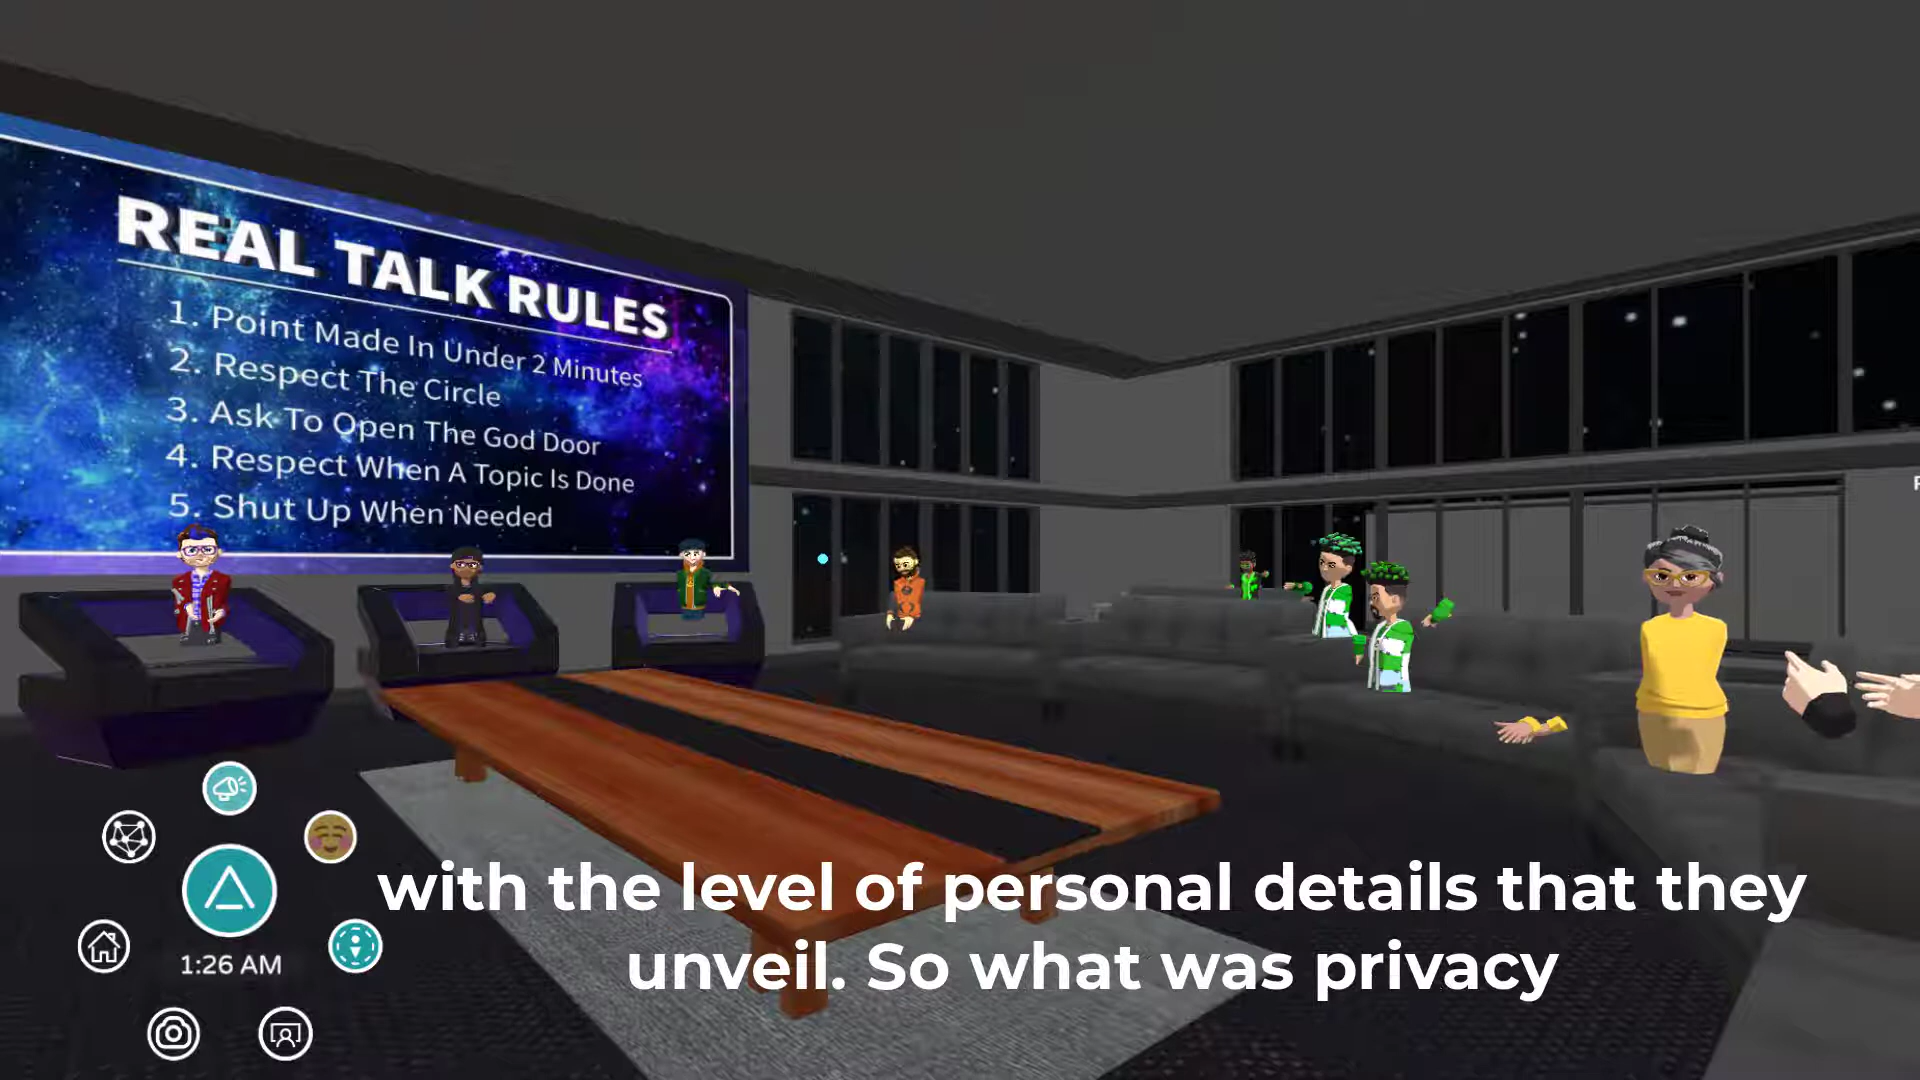 REAL TALK RULES
1. Point Made In Under 2 Minutes
2. Respect The Circle
3. Ask To Open The God Door
4. Respect When A Topic Is Done
5. Shut Up When Needed
1:26 AM
with the level of personal details that they
unveil. So what was privacy